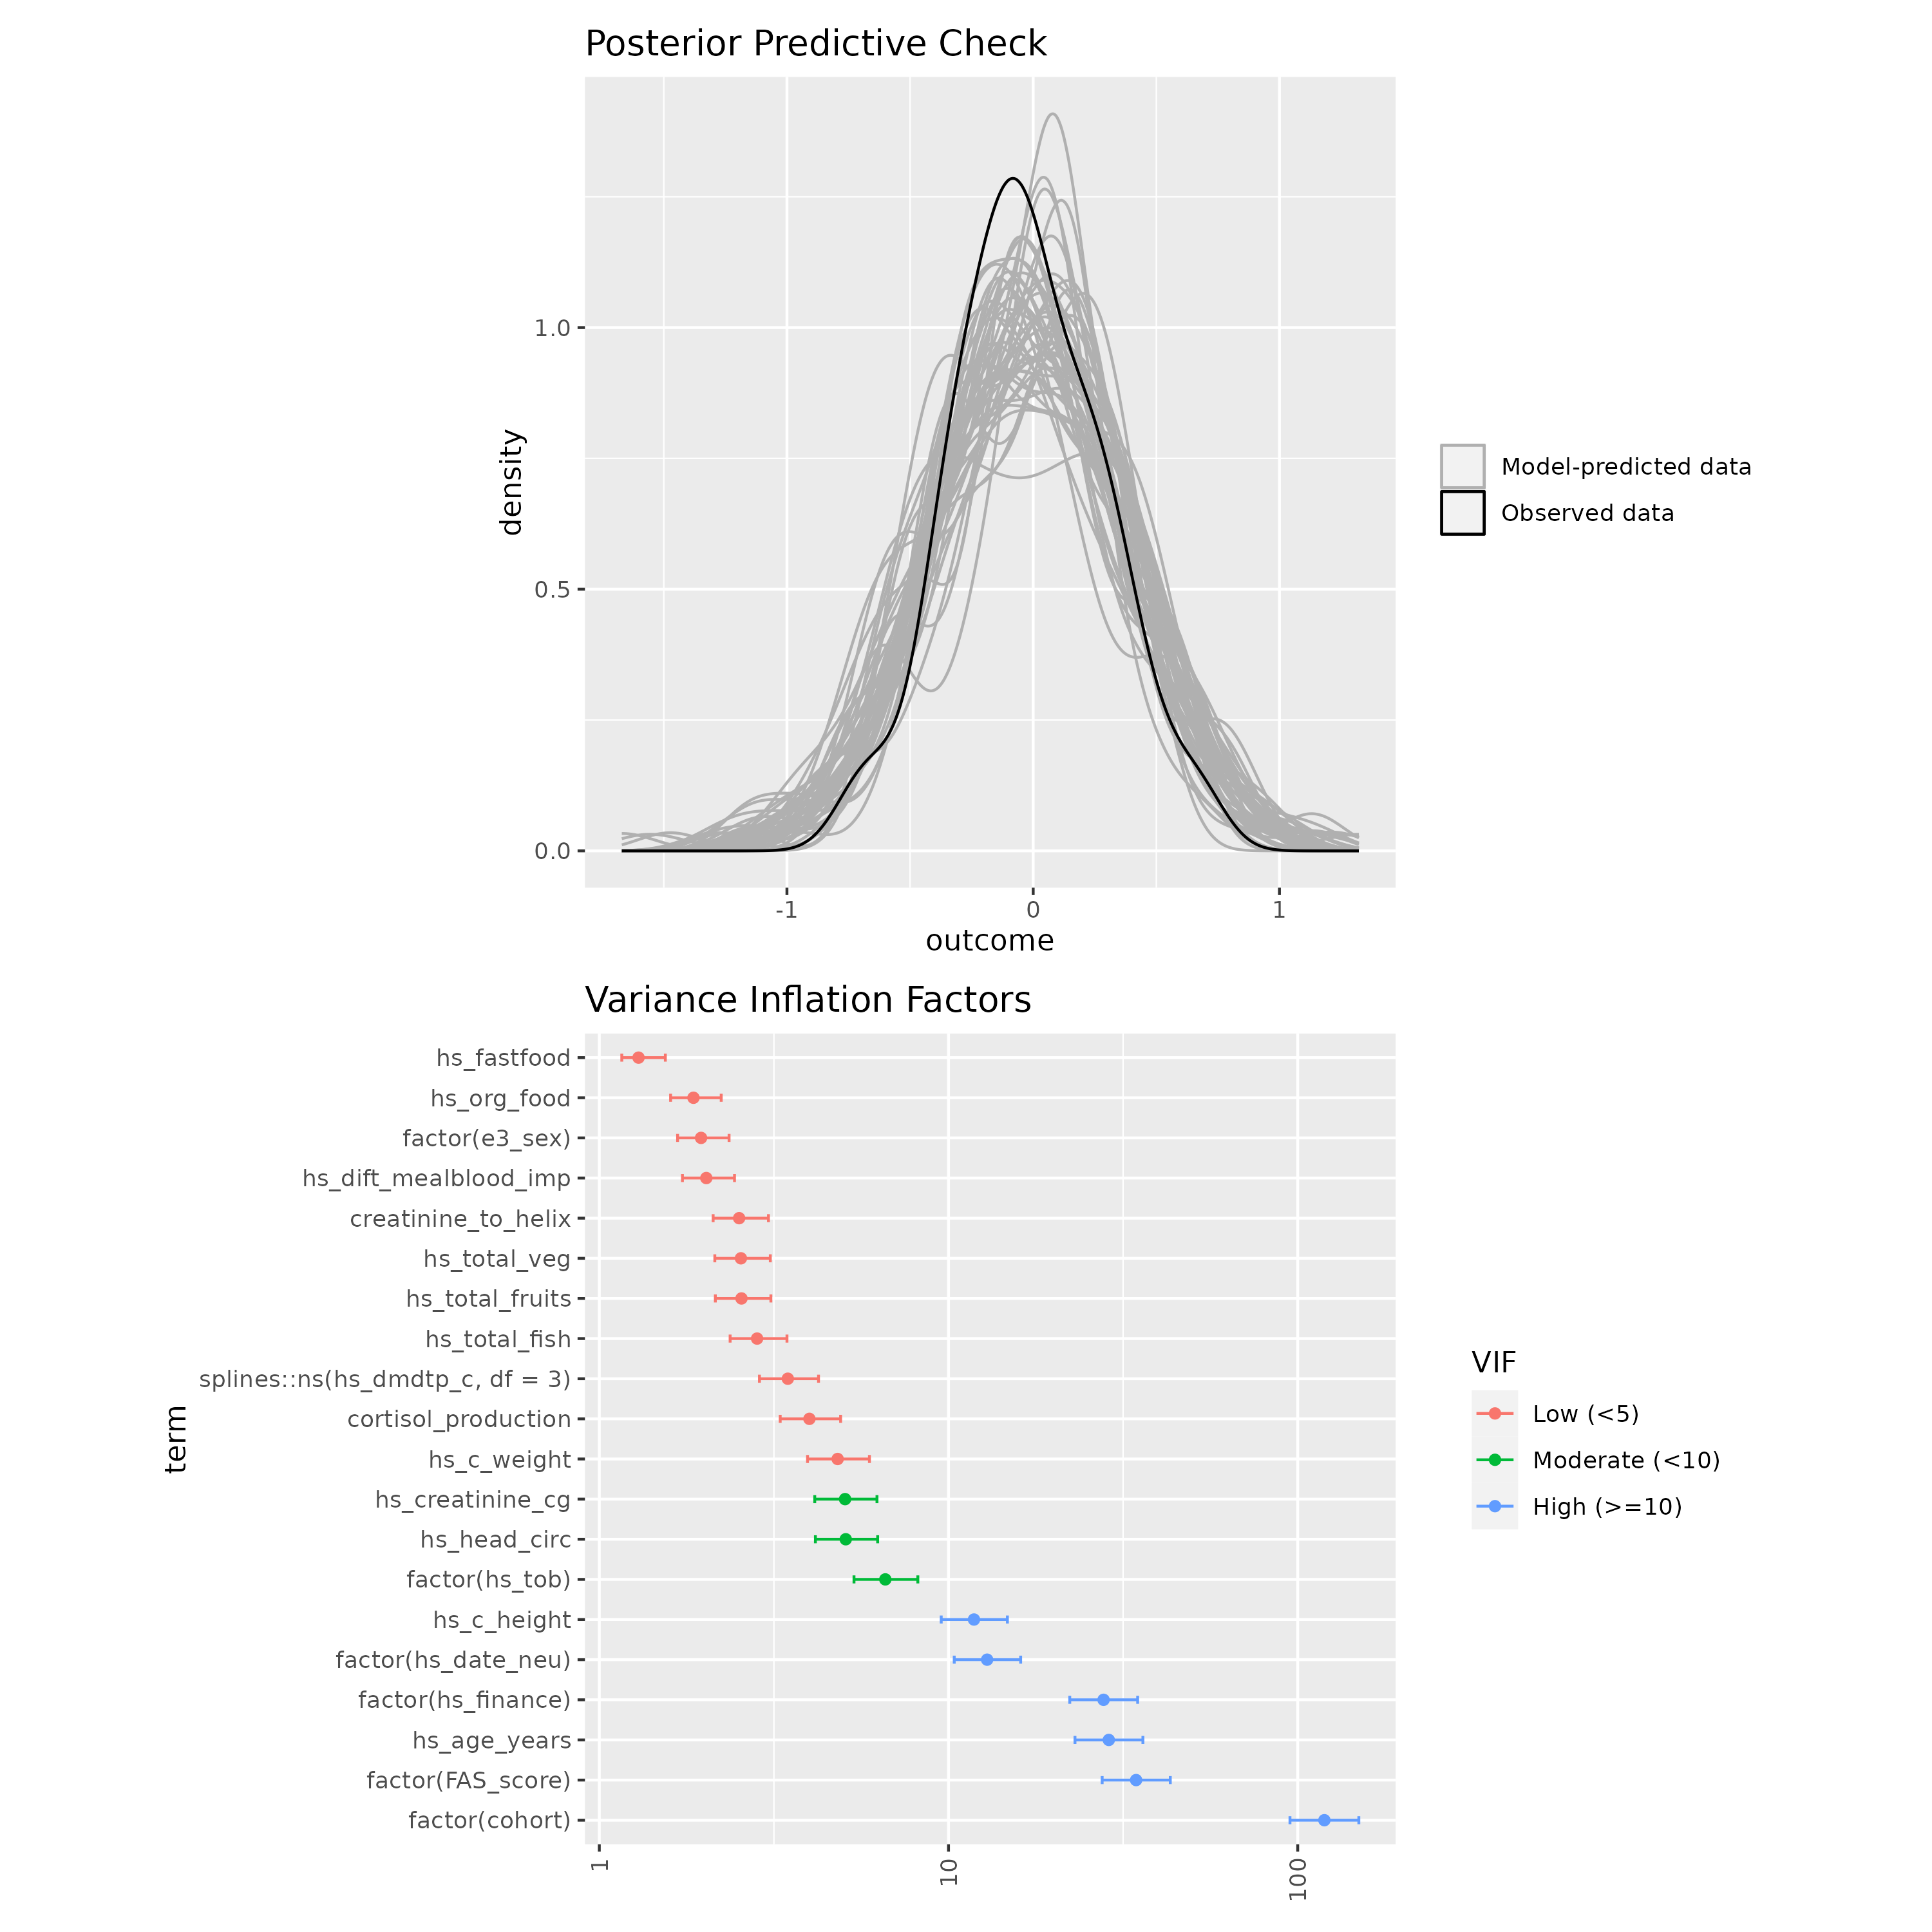 Posterior Predictive Check
density
1.0
0.5
0.0
-1
0
1
outcome
Model-predicted data
Observed data
Variance Inflation Factors
term
hs_fastfood
hs_org_food
factor(e3_sex)
hs_dift_mealblood_imp
creatinine_to_helix
hs_total_veg
hs_total_fruits
hs_total_fish
splines::ns(hs_dmdtp_c, df = 3)
cortisol_production
hs_c_weight
hs_creatinine_cg
hs_head_circ
factor(hs_tob)
hs_c_height
factor(hs_date_neu)
factor(hs_finance)
hs_age_years
factor(FAS_score)
factor(cohort)
1
10
100
VIF
Low (<5)
Moderate (<10)
High (>=10)